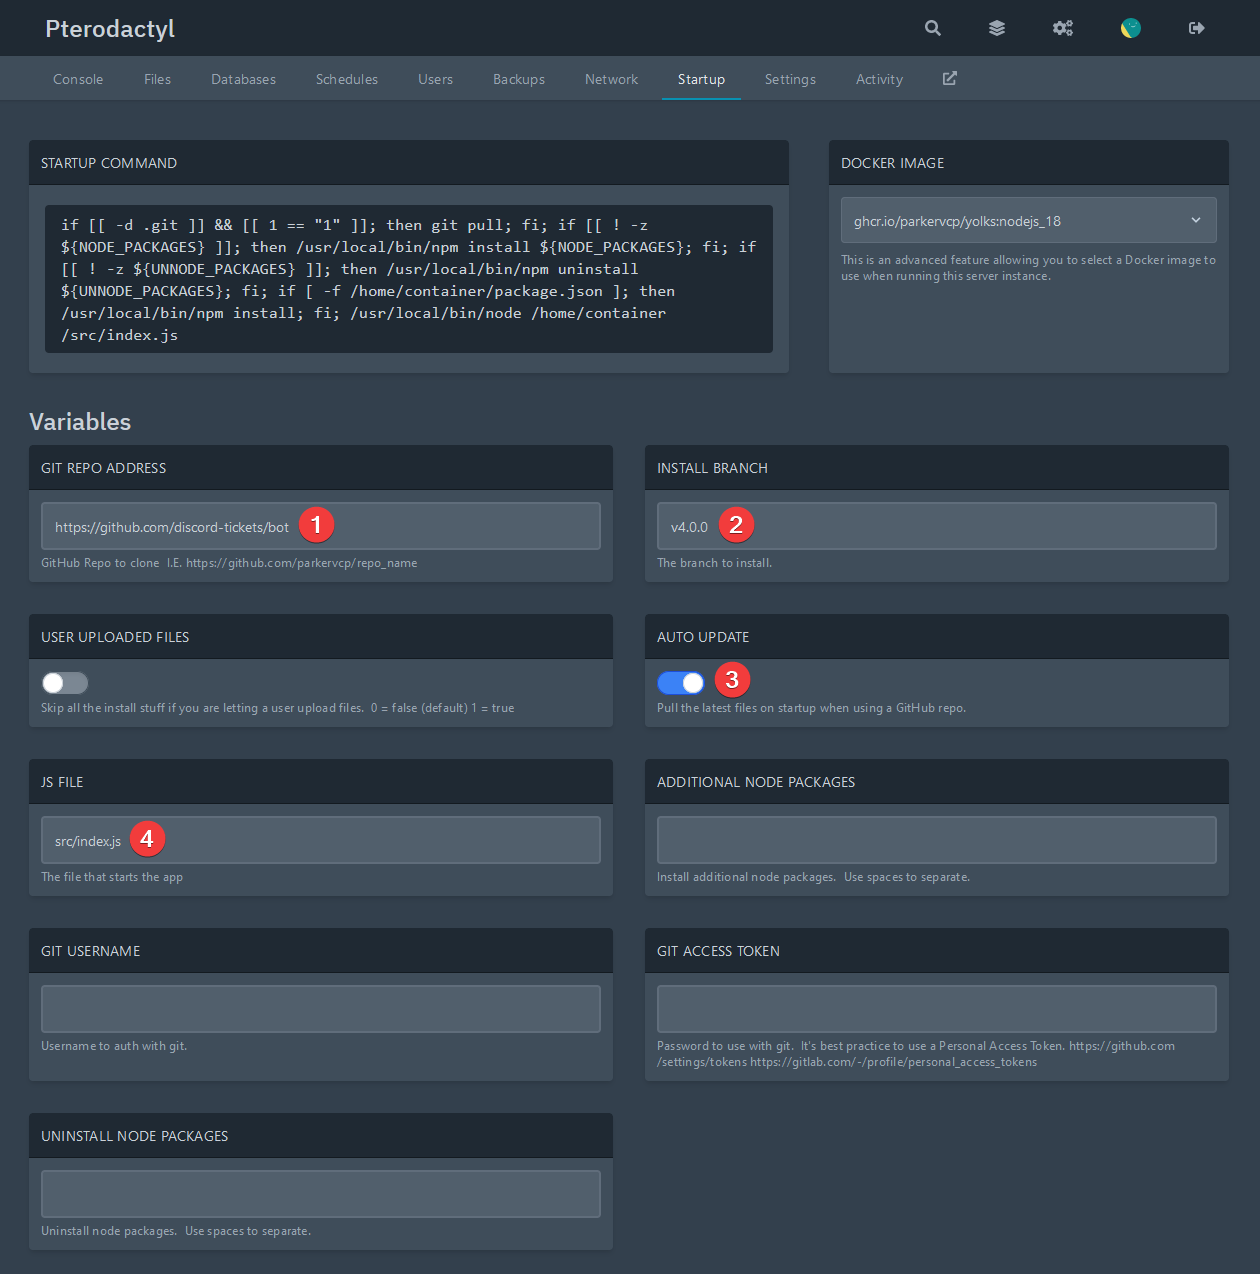 Pterodactyl
Console Files Databases Schedules Users Backups Network Startup Settings Activity
STARTUP COMMAND
if [[ -d .git ]] && [[ 1 == "1" ]]; then git pull; fi; if [[ ! -z
${NODE_PACKAGES} ]]; then /usr/local/bin/npm install ${NODE_PACKAGES}; fi; if
[[ ! -z ${UNNODE_PACKAGES} ]]; then /usr/local/bin/npm uninstall
${UNNODE_PACKAGES}; fi; if [ -f /home/container/package.json ]; then
/usr/local/bin/npm install; fi; /usr/local/bin/node /home/container
/src/index.js
DOCKER IMAGE
ghcr.io/parkervcp/yolks:nodejs_18
This is an advanced feature allowing you to select a Docker image to
use when running this server instance.
Variables
GIT REPO ADDRESS
https://github.com/discord-tickets/bot 1
GitHub Repo to clone I.E. https://github.com/parkervcp/repo_name
INSTALL BRANCH
v4.0.0 2
The branch to install.
USER UPLOADED FILES
Skip all the install stuff if you are letting a user upload files. 0 = false (default) 1 = true
AUTO UPDATE
3
Pull the latest files on startup when using a GitHub repo.
JS FILE
src/index.js 4
The file that starts the app
ADDITIONAL NODE PACKAGES
Install additional node packages. Use spaces to separate.
GIT USERNAME
Username to auth with git.
GIT ACCESS TOKEN
Password to use with git. It's best practice to use a Personal Access Token. https://github.com
/settings/tokens https://gitlab.com/-/profile/personal_access_tokens
UNINSTALL NODE PACKAGES
Uninstall node packages. Use spaces to separate.